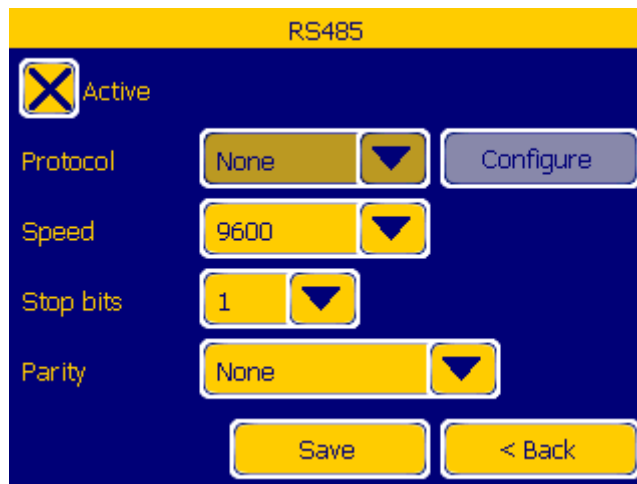 RS485
Active
Protocol None Configure
Speed 9600
Stop bits 1
Parity None
Save < Back